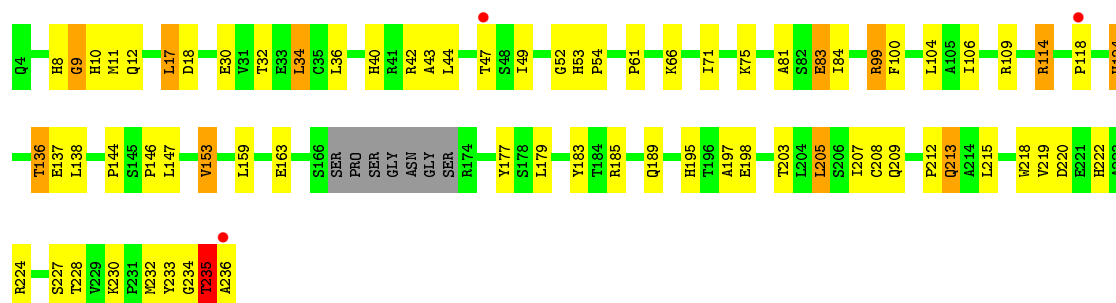 Q4 H8 G9 H10 M11 Q12 L17 D18 E30 V31 T32 E33 L34 C35 L36 H40 R41 R42 A43 L44 T47 S48 I49 G52 H53 P54 P61 K66 I71 K75 A81 S82 E83 I84 R99 F100 L104 A105 I106 R109 R114 P118
T136 E137 L138 P144 S145 P146 L147 V153 L159 E163 S166 SER PRO SER GLY ASN GLY SER R174 Y177 S178 L179 Y183 T184 R185 Q189 H195 T196 A197 E198 T203 L204 L205 S206 I207 C208 Q209 P212 Q213 A214 L215 W218 V219 D220 E221 H222
R224 S227 T228 V229 K230 P231 M232 Y233 G234 T235 A236